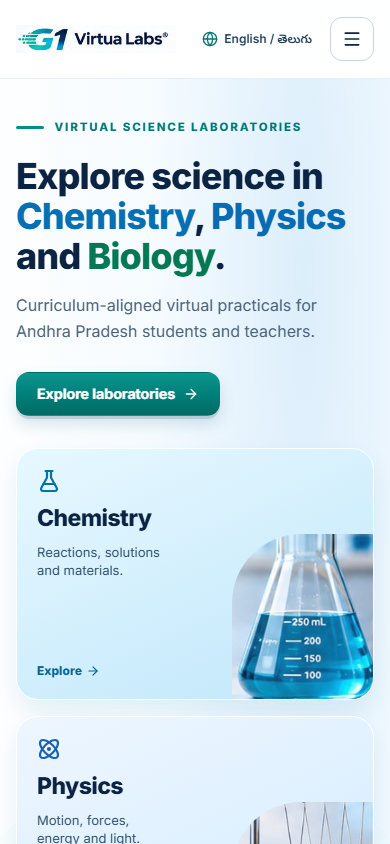 G1 Virtua Labs®
English / తెలుగు
VIRTUAL SCIENCE LABORATORIES
Explore science in
Chemistry, Physics
and Biology.
Curriculum-aligned virtual practicals for
Andhra Pradesh students and teachers.
Explore laboratories →
Chemistry
Reactions, solutions
and materials.
250 mL
200
150
100
Explore →
Physics
Motion, forces,
energy and light.